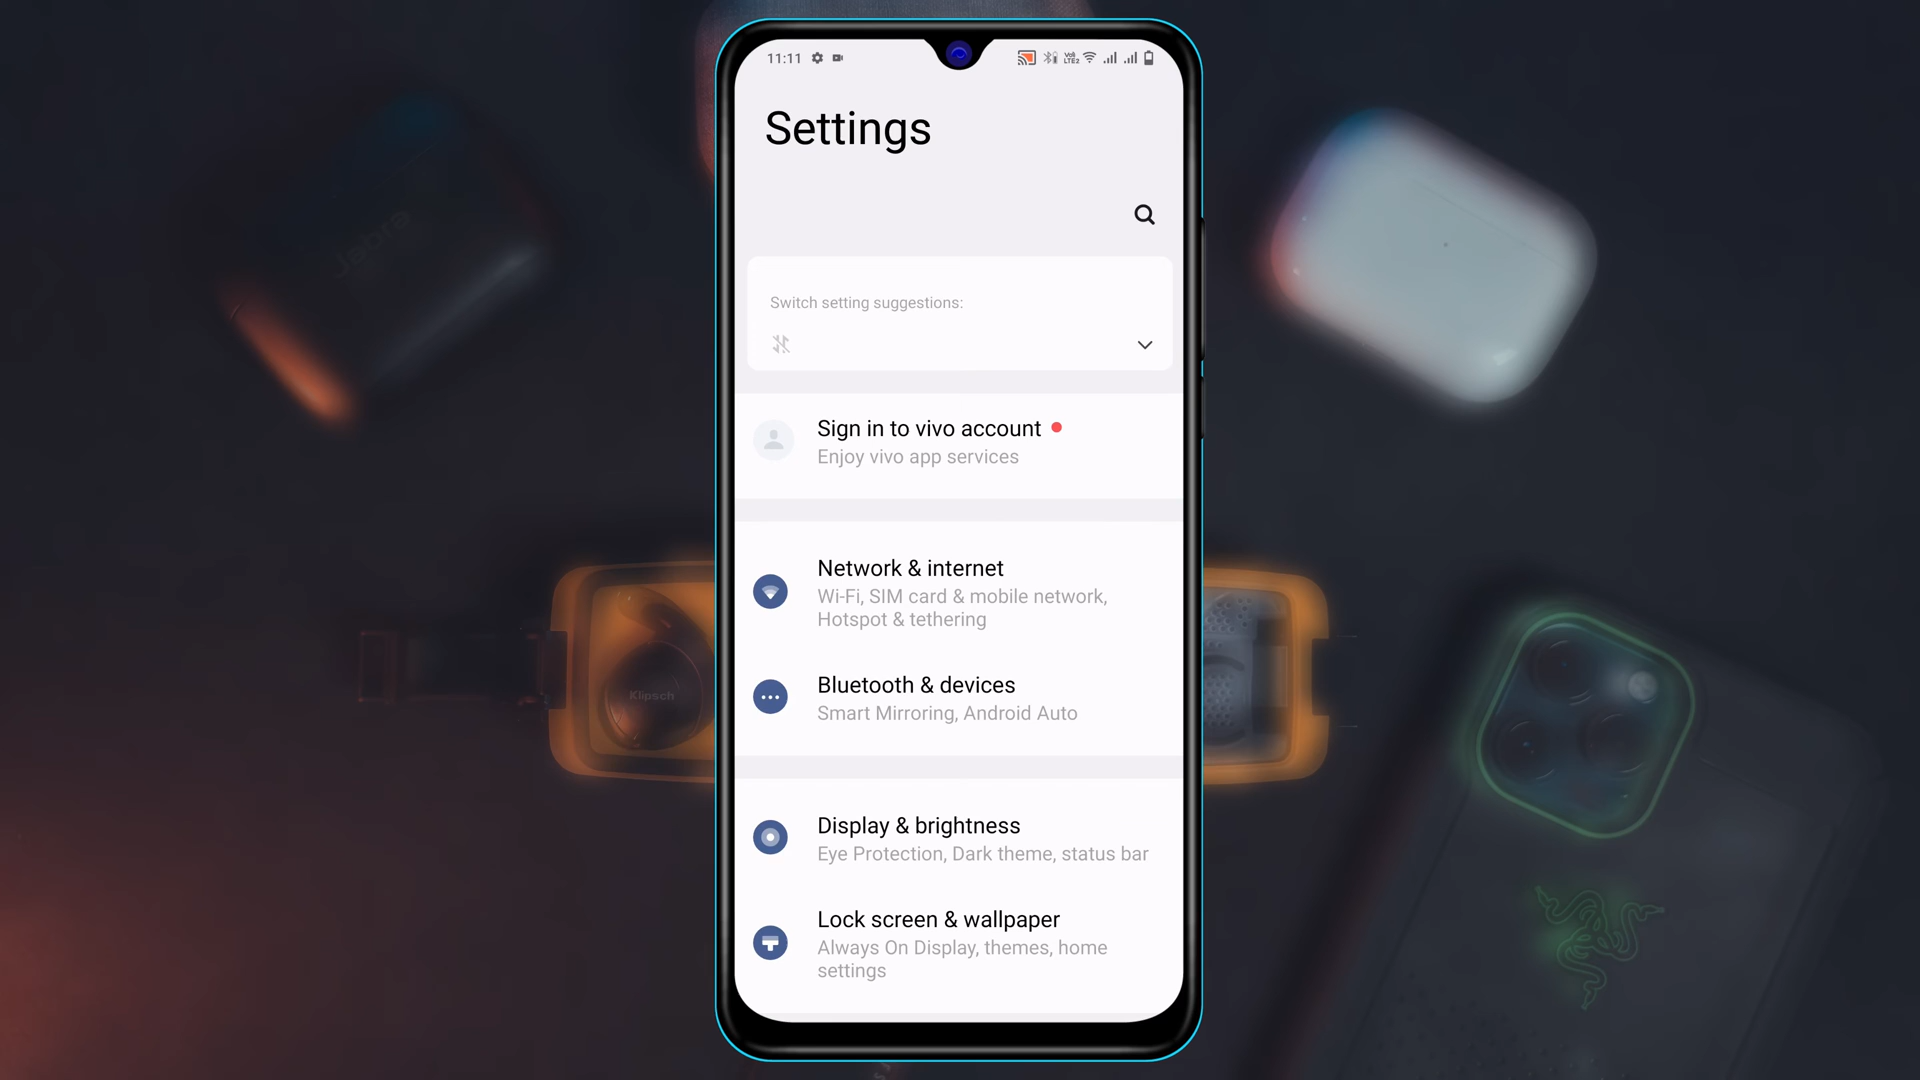 11:11
Settings
Switch setting suggestions:
Sign in to vivo account
Enjoy vivo app services
Network & internet
Wi-Fi, SIM card & mobile network,
Hotspot & tethering
Bluetooth & devices
Smart Mirroring, Android Auto
Display & brightness
Eye Protection, Dark theme, status bar
Lock screen & wallpaper
Always On Display, themes, home
settings
Jabra
Klipsch